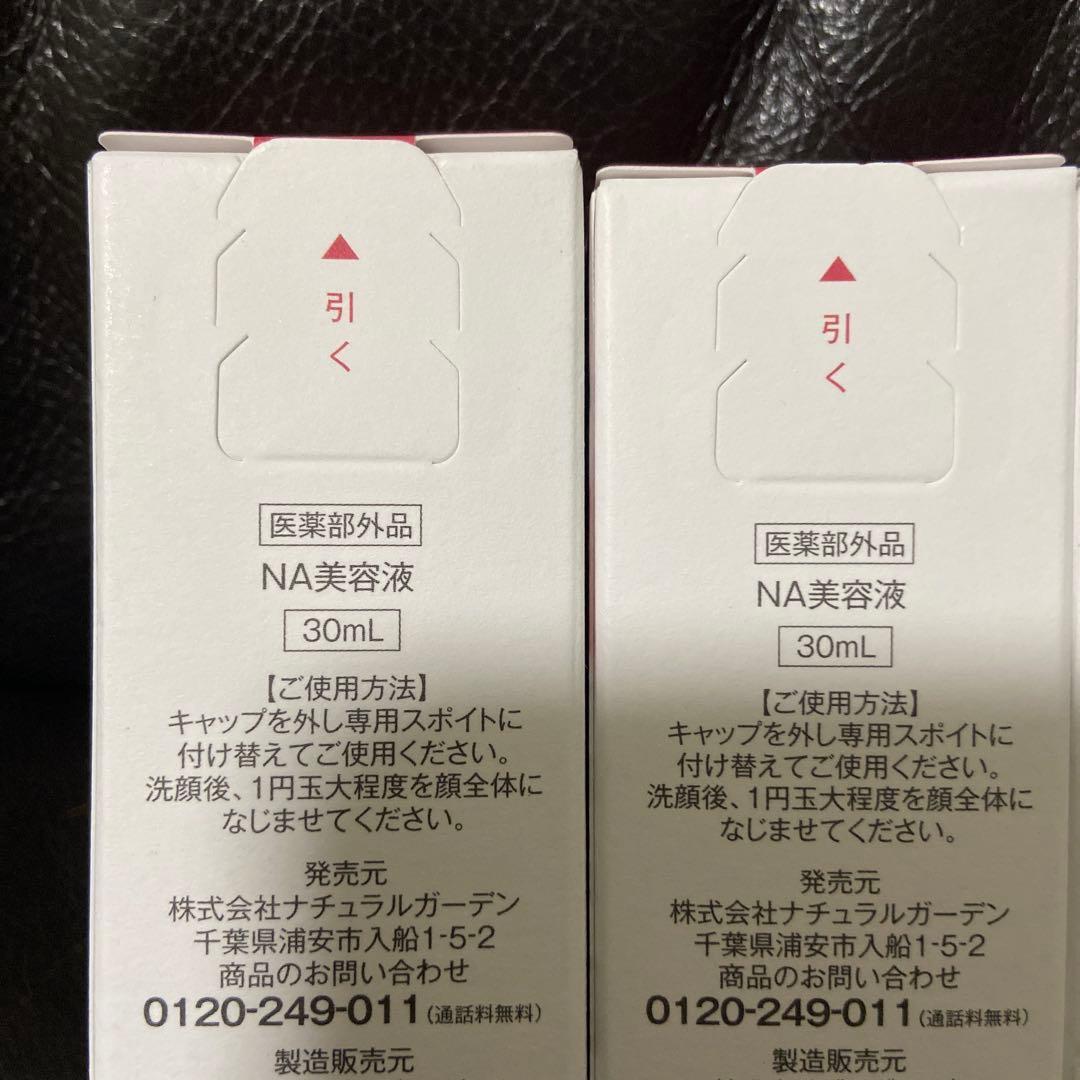 ▲
引
く
医薬部外品
NA美容液
30mL
【ご使用方法】
キャップを外し専用スポイトに
付け替えてご使用ください。
洗顔後、1円玉大程度を顔全体に
なじませてください。
発売元
株式会社ナチュラルガーデン
千葉県浦安市入船1-5-2
商品のお問い合わせ
0120-249-011(通話料無料)
製造販売元
▲
引
く
医薬部外品
NA美容液
30mL
【ご使用方法】
キャップを外し専用スポイトに
付け替えてご使用ください。
洗顔後、1円玉大程度を顔全体に
なじませてください。
発売元
株式会社ナチュラルガーデン
千葉県浦安市入船1-5-2
商品のお問い合わせ
0120-249-011(通話料無料)
製造販売元